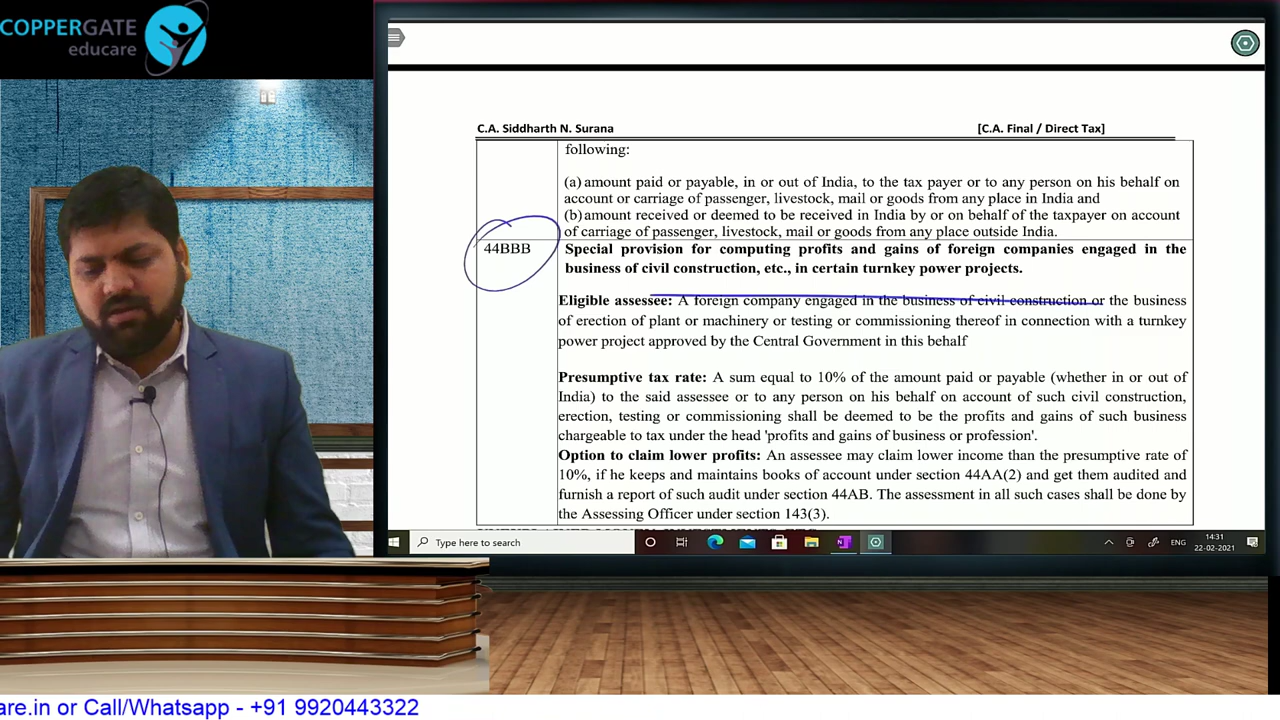 COPPERGATE
educare
C.A. Siddharth N. Surana
[C.A. Final / Direct Tax]
following:
(a) amount paid or payable, in or out of India, to the tax payer or to any person on his behalf on
account or carriage of passenger, livestock, mail or goods from any place in India and
(b) amount received or deemed to be received in India by or on behalf of the taxpayer on account
of carriage of passenger, livestock, mail or goods from any place outside India.
44BBB
Special provision for computing profits and gains of foreign companies engaged in the
business of civil construction, etc., in certain turnkey power projects.
Eligible assessee: A foreign company engaged in the business of civil construction or the business
of erection of plant or machinery or testing or commissioning thereof in connection with a turnkey
power project approved by the Central Government in this behalf
Presumptive tax rate: A sum equal to 10% of the amount paid or payable (whether in or out of
India) to the said assessee or to any person on his behalf on account of such civil construction,
erection, testing or commissioning shall be deemed to be the profits and gains of such business
chargeable to tax under the head 'profits and gains of business or profession'.
Option to claim lower profits: An assessee may claim lower income than the presumptive rate of
10%, if he keeps and maintains books of account under section 44AA(2) and get them audited and
furnish a report of such audit under section 44AB. The assessment in all such cases shall be done by
the Assessing Officer under section 143(3).
Type here to search
ENG
14:31
22-02-2021
are.in or Call/Whatsapp - +91 9920443322